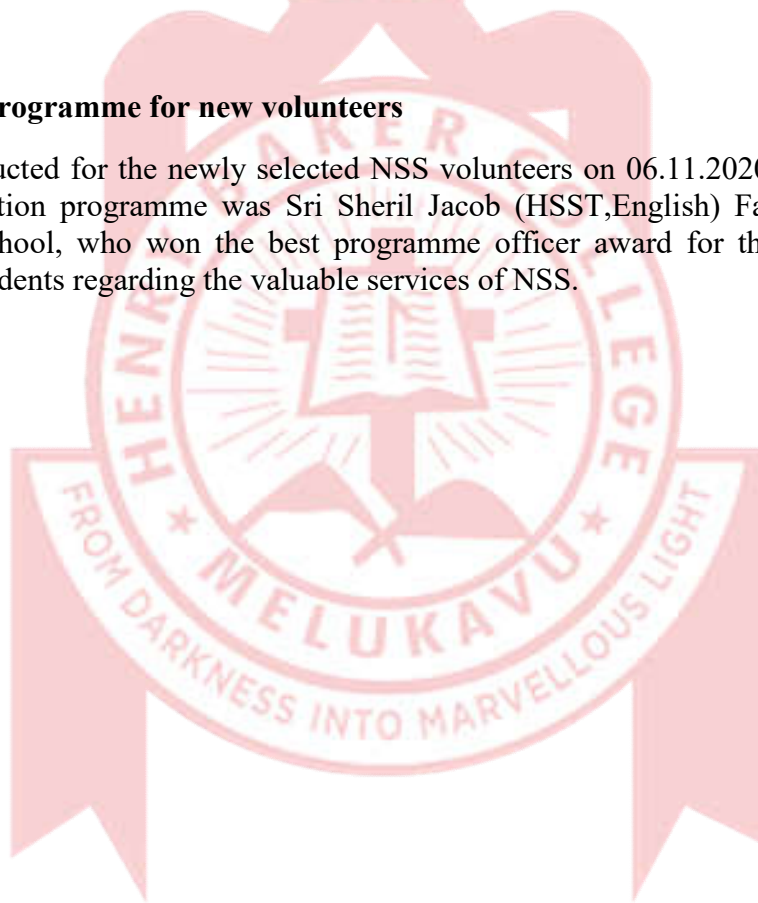 rogramme for new volunteers
ucted for the newly selected NSS volunteers on 06.11.2020
tion programme was Sri Sheril Jacob (HSST,English) Fa
hool, who won the best programme officer award for th
dents regarding the valuable services of NSS.
HENRY BAKER COLLEGE
★ MELUKAVU ★
FROM DARKNESS INTO MARVELLOUS LIGHT